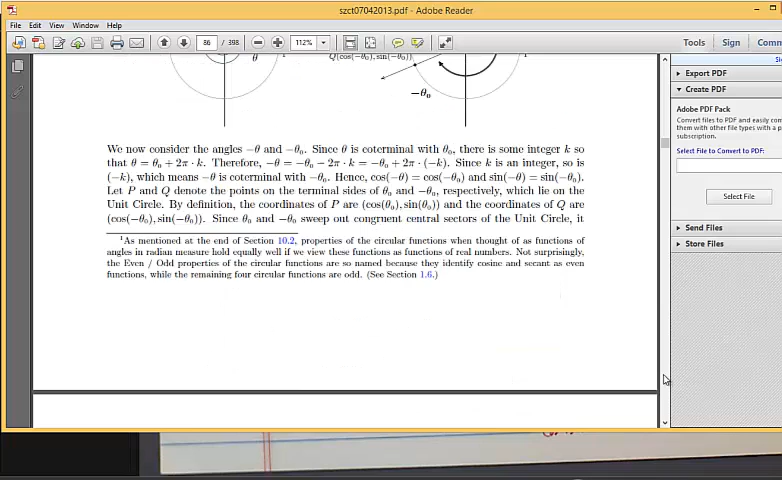 szct07042013.pdf - Adobe Reader
File Edit View Window Help
86 / 398 112% Tools Sign Comm
θ Q(cos(−θ₀), sin(−θ₀))
−θ₀
We now consider the angles −θ and −θ₀. Since θ is coterminal with θ₀, there is some integer k so
that θ = θ₀ + 2π · k. Therefore, −θ = −θ₀ − 2π · k = −θ₀ + 2π · (−k). Since k is an integer, so is
(−k), which means −θ is coterminal with −θ₀. Hence, cos(−θ) = cos(−θ₀) and sin(−θ) = sin(−θ₀).
Let P and Q denote the points on the terminal sides of θ₀ and −θ₀, respectively, which lie on the
Unit Circle. By definition, the coordinates of P are (cos(θ₀), sin(θ₀)) and the coordinates of Q are
(cos(−θ₀), sin(−θ₀)). Since θ₀ and −θ₀ sweep out congruent central sectors of the Unit Circle, it
¹As mentioned at the end of Section 10.2, properties of the circular functions when thought of as functions of
angles in radian measure hold equally well if we view these functions as functions of real numbers. Not surprisingly,
the Even / Odd properties of the circular functions are so named because they identify cosine and secant as even
functions, while the remaining four circular functions are odd. (See Section 1.6.)
Export PDF
Create PDF
Adobe PDF Pack
Convert files to PDF and easily com
them with other file types with a p
subscription.
Select File to Convert to PDF:
Select File
Send Files
Store Files